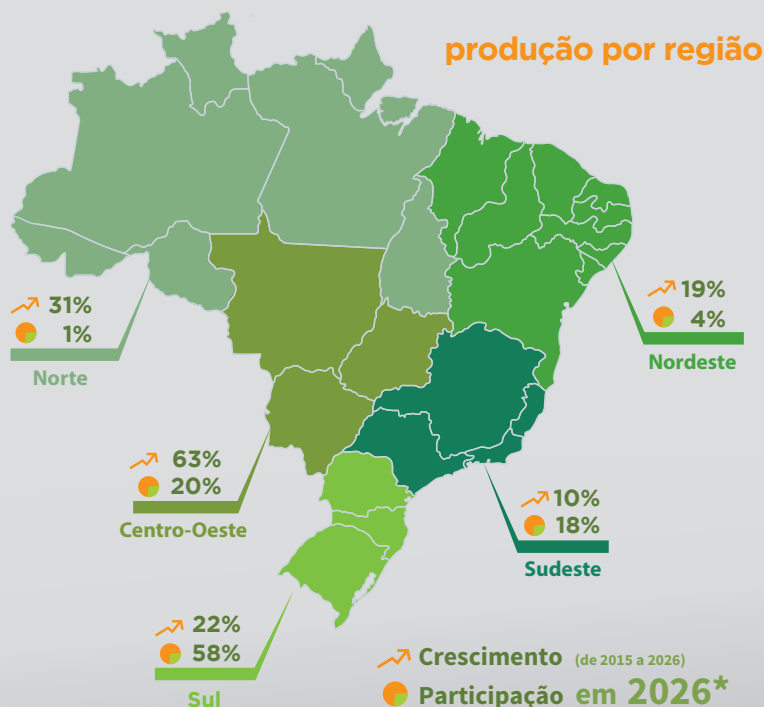 produção por região
31%
1%
Norte
19%
4%
Nordeste
63%
20%
Centro-Oeste
10%
18%
Sudeste
22%
58%
Sul
Crescimento (de 2015 a 2026)
Participação em 2026*